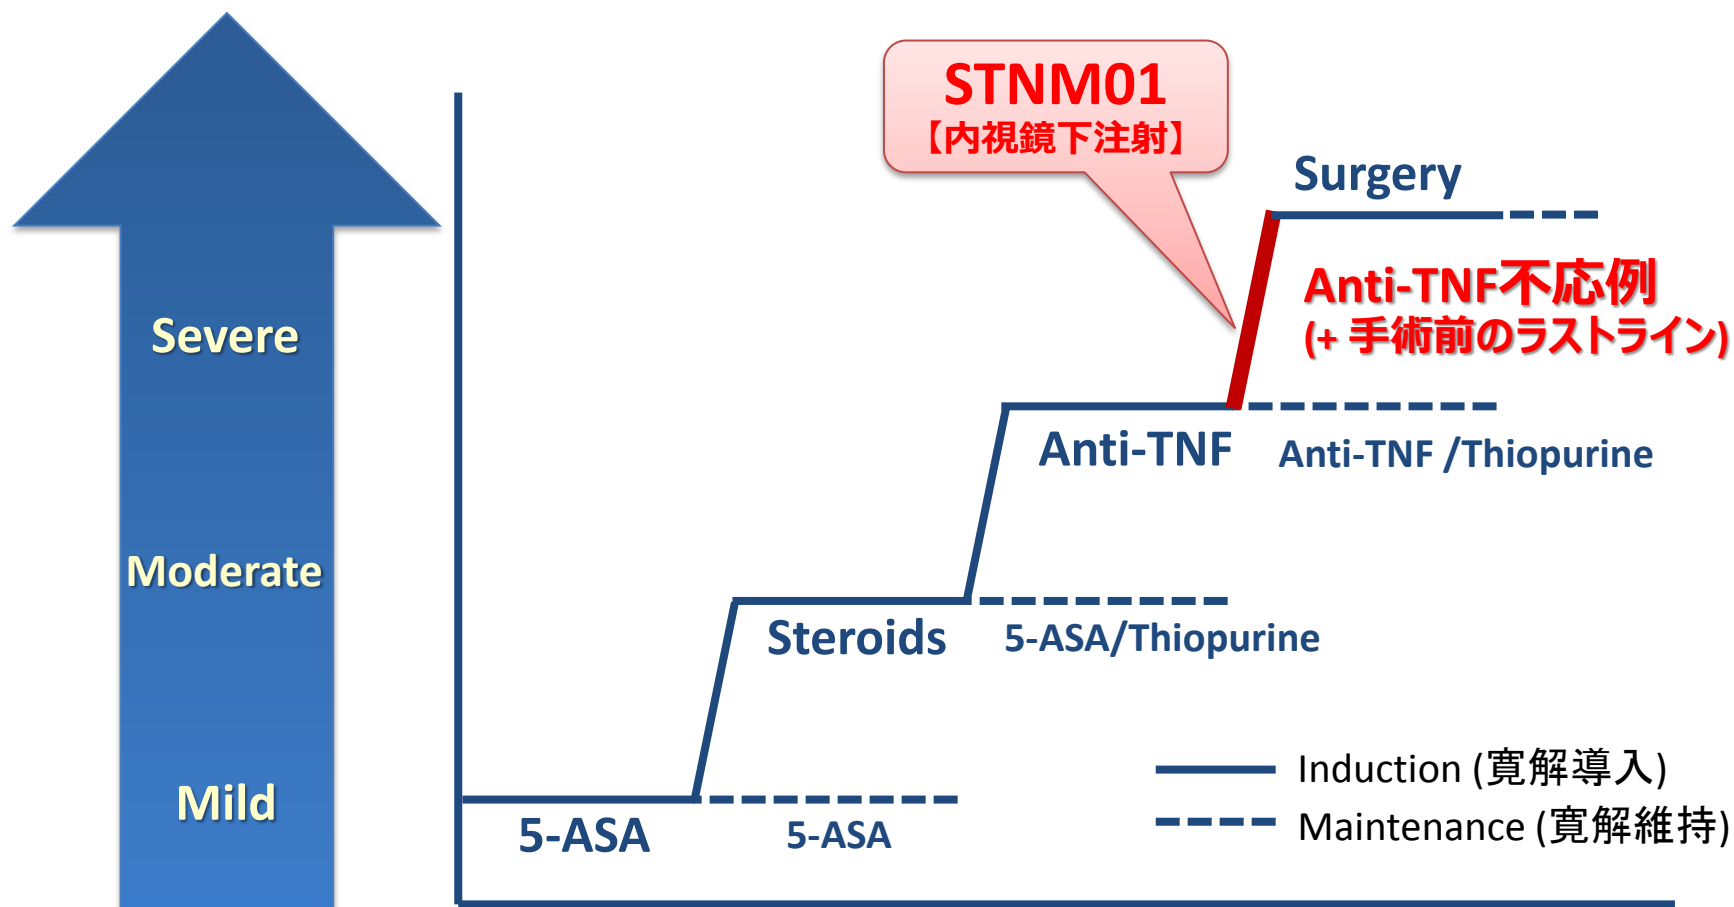 STNM01
【内視鏡下注射】
Surgery
Anti-TNF不応例
(+ 手術前のラストライン)
Severe
Anti-TNF
Anti-TNF /Thiopurine
Moderate
Steroids
5-ASA/Thiopurine
Mild
5-ASA
5-ASA
Induction (寛解導入)
Maintenance (寛解維持)